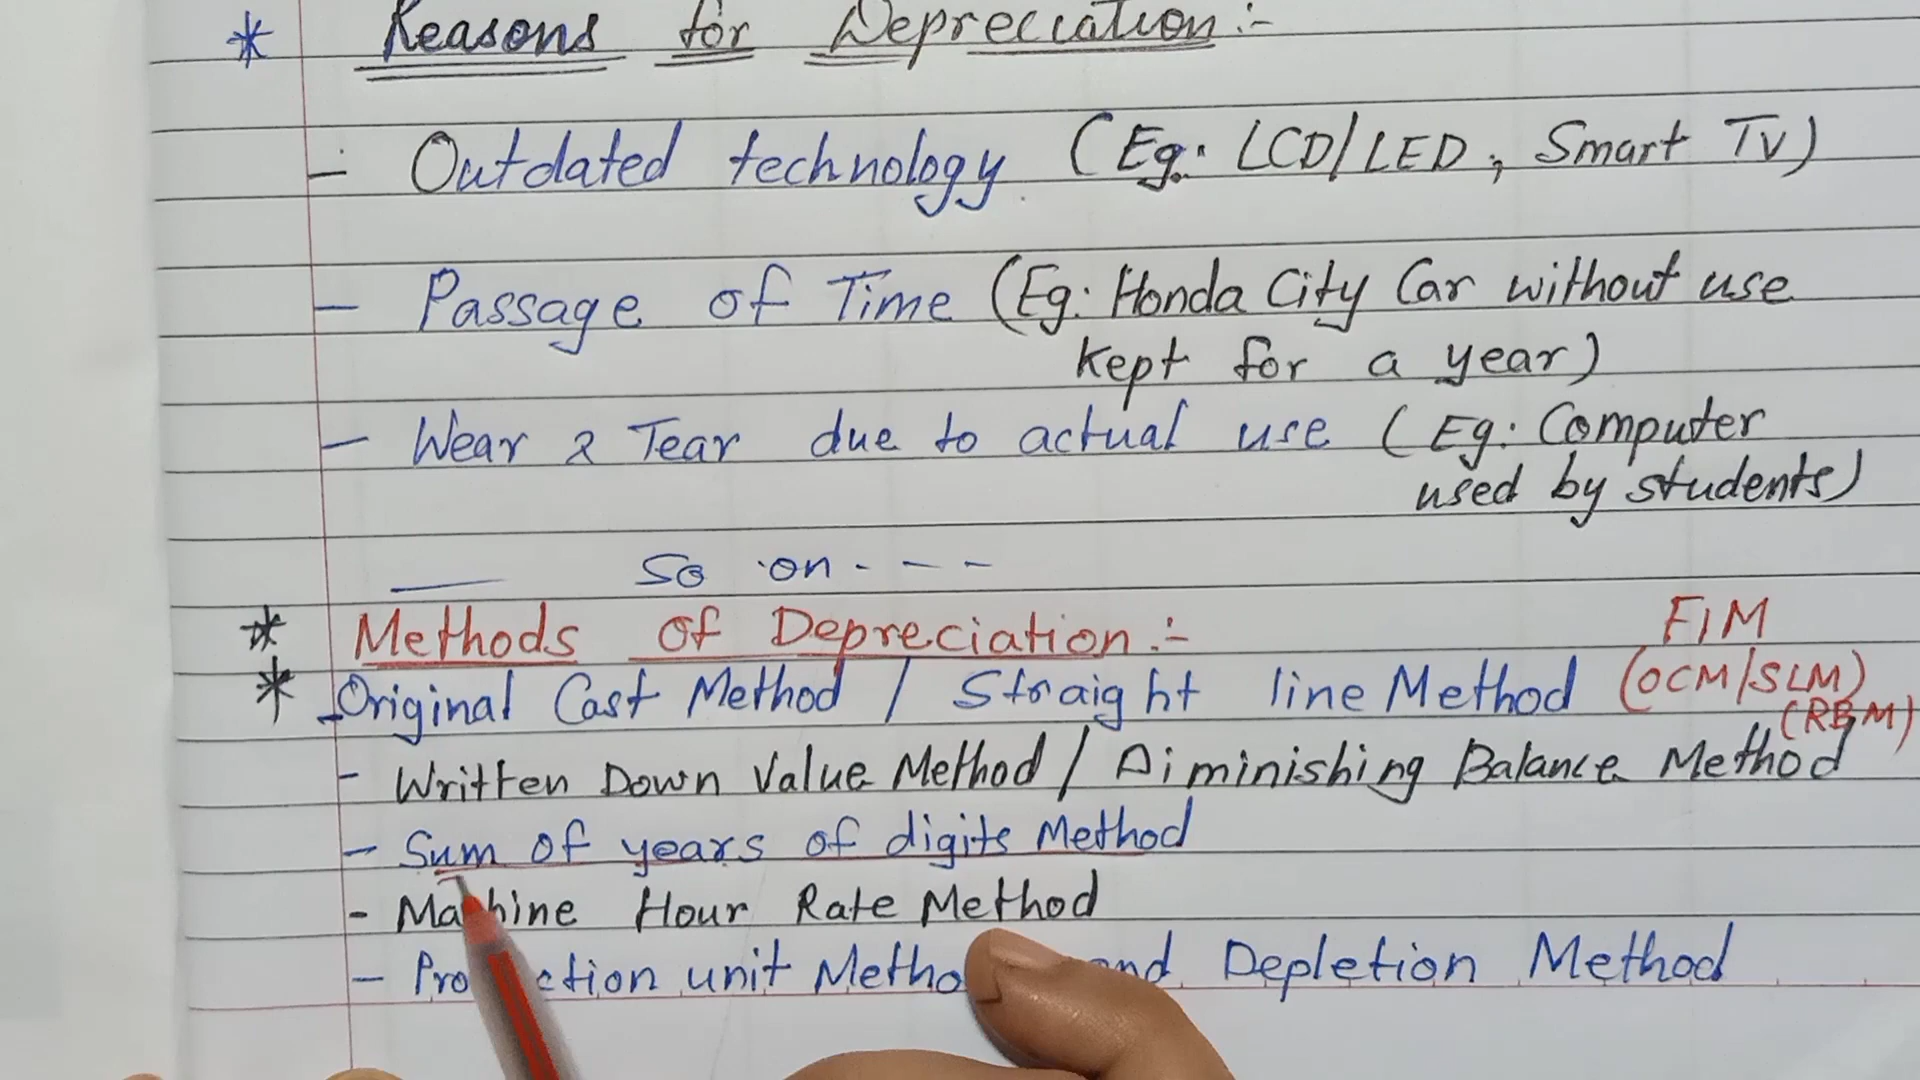 * Reasons for Depreciation :-
- Outdated technology (Eg: LCD/LED, Smart TV)
- Passage of Time (Eg: Honda City Car without use
kept for a year)
- Wear & Tear due to actual use (Eg: Computer
used by students)
— So on - - -
* Methods of Depreciation :-
FIM
* - Original Cost Method / Straight line Method (OCM/SLM)
(RBM)
- Written Down Value Method / Diminishing Balance Method
- Sum of years of digits Method
- Machine Hour Rate Method
- unit Depletion Method